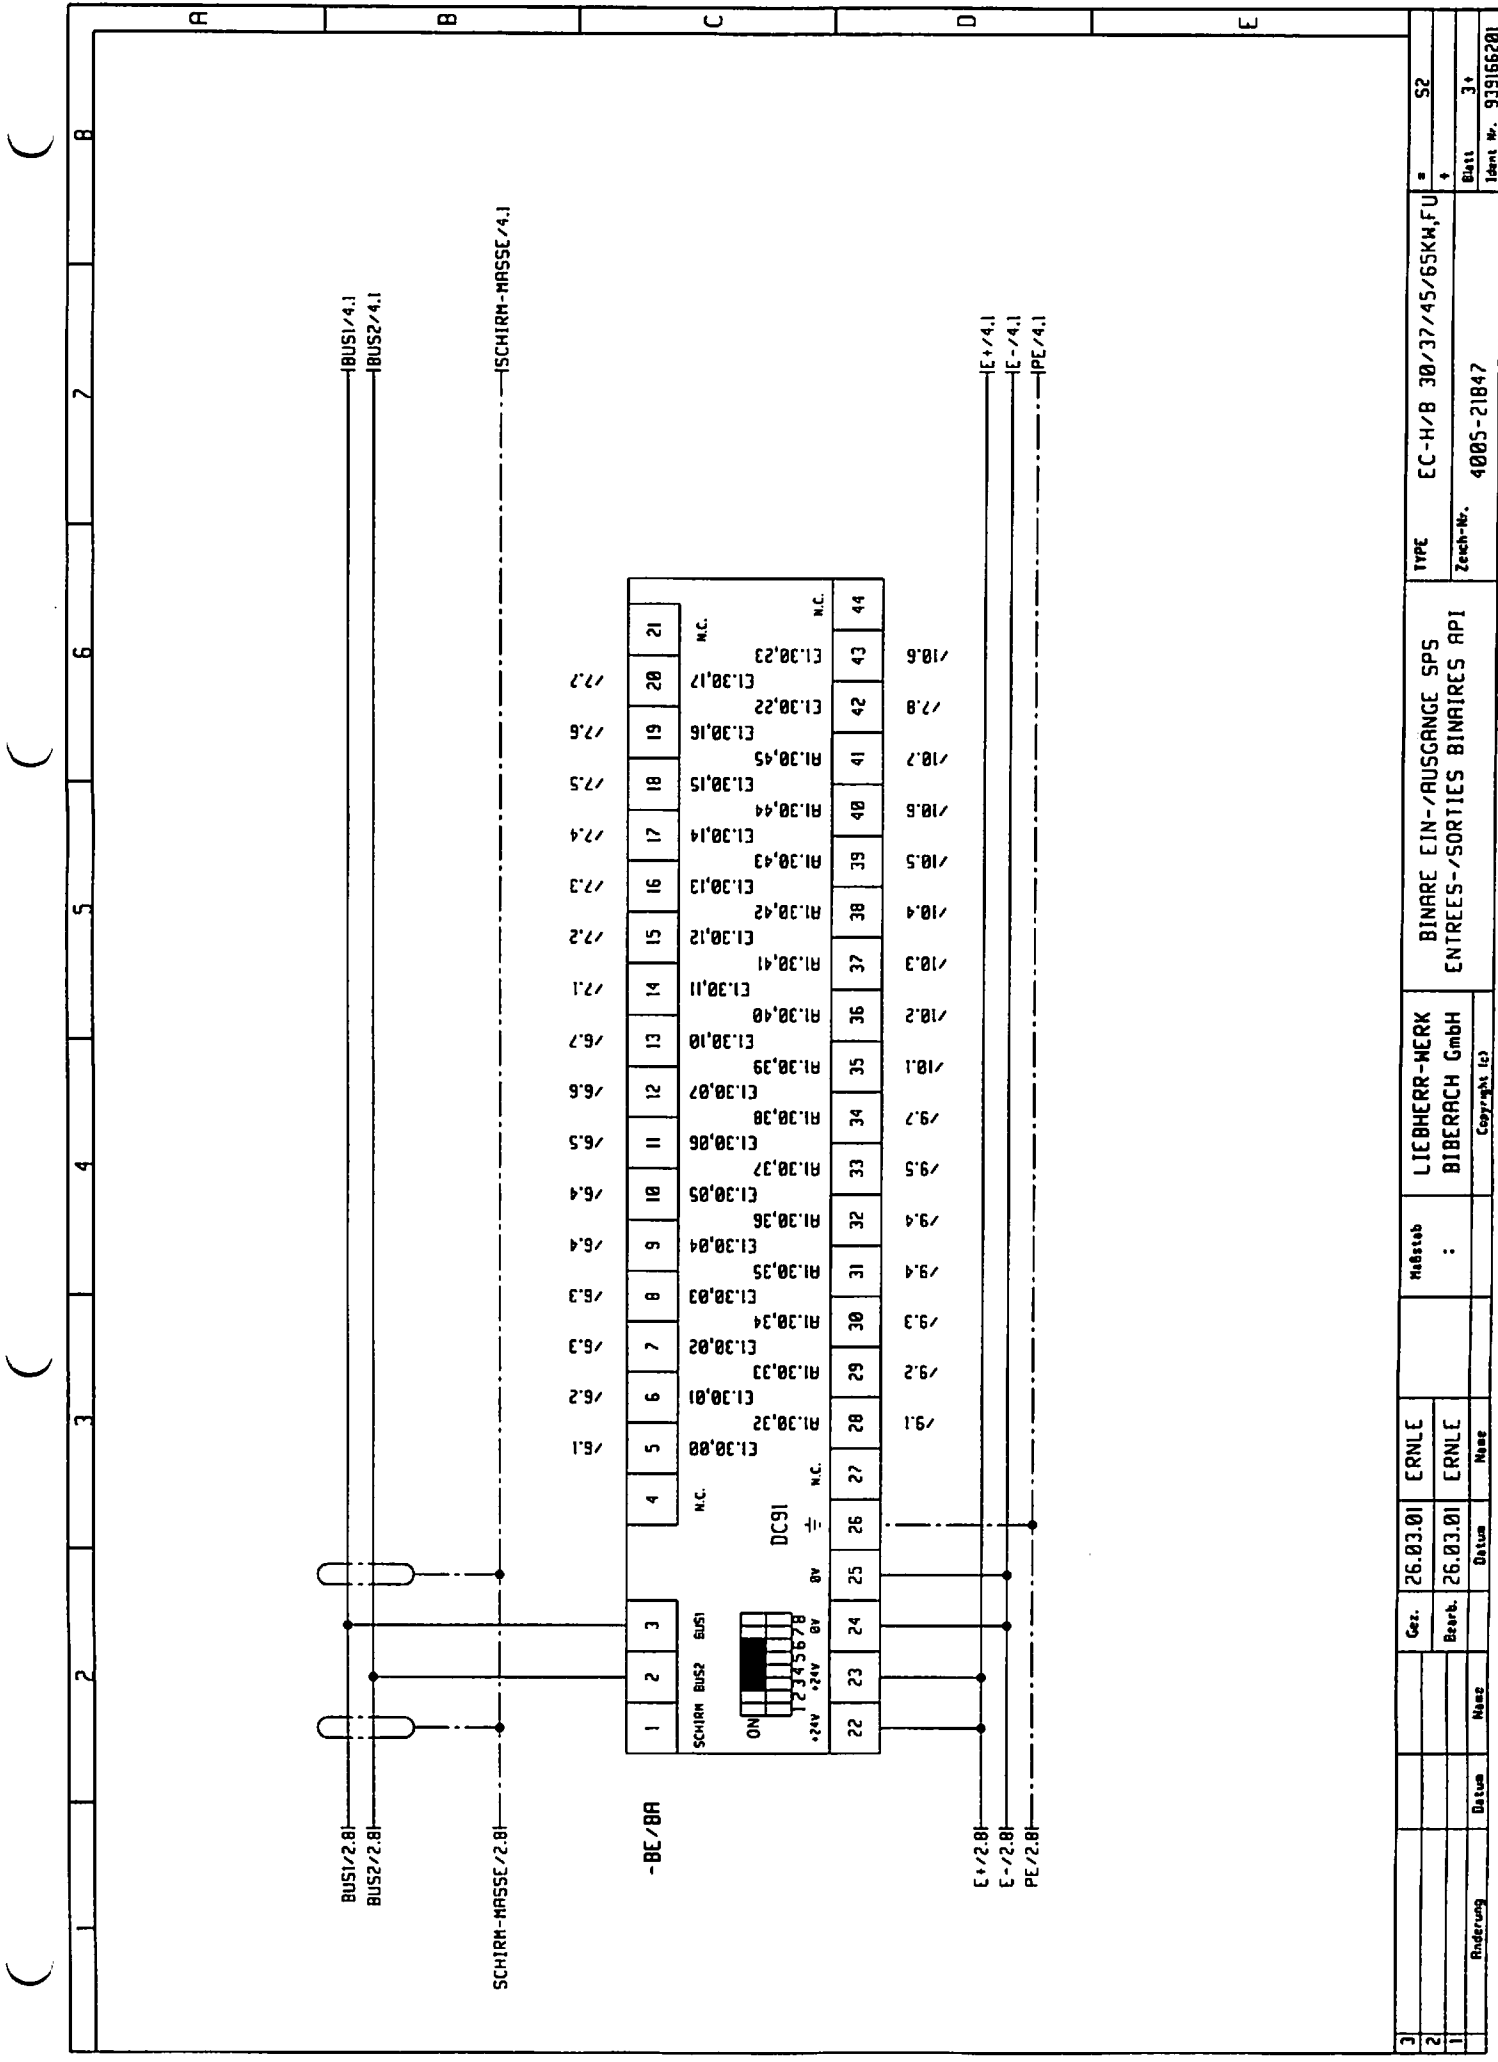 1 2 3 4 5 6 7 8
A
B
C
D
E
BUS1/2.8 BUS1/4.1
BUS2/2.8 BUS2/4.1
SCHIRM-MASSE/2.8 SCHIRM-MASSE/4.1
-BE/BA
/6.1 /6.2 /6.3 /6.3 /6.4 /6.4 /6.5 /6.6 /6.7 /7.1 /7.2 /7.3 /7.4 /7.5 /7.6 /7.7
1 2 3 4 5 6 7 8 9 10 11 12 13 14 15 16 17 18 19 20 21
SCHIRM BUS2 BUS1 N.C. E1.30,00 E1.30,01 E1.30,02 E1.30,03 E1.30,04 E1.30,05 E1.30,06 E1.30,07 E1.30,10 E1.30,11 E1.30,12 E1.30,13 E1.30,14 E1.30,15 E1.30,16 E1.30,17 N.C.
ON
DC91
1 2 3 4 5 6 7 8
+24V +24V 0V 0V N.C. A1.30,32 A1.30,33 A1.30,34 A1.30,35 A1.30,36 A1.30,37 A1.30,38 A1.30,39 A1.30,40 A1.30,41 A1.30,42 A1.30,43 A1.30,44 A1.30,45 E1.30,22 E1.30,23 N.C.
22 23 24 25 26 27 28 29 30 31 32 33 34 35 36 37 38 39 40 41 42 43 44
/9.1 /9.2 /9.3 /9.4 /9.4 /9.5 /9.7 /10.1 /10.2 /10.3 /10.4 /10.5 /10.6 /10.7 /7.8 /10.6
E+/2.8 E+/4.1
E-/2.8 E-/4.1
PE/2.8 PE/4.1
3
2
1
Änderung Datum Name
Gez. 26.03.01 ERNLE
Bearb. 26.03.01 ERNLE
Datum Name
Maßstab
:
LIEBHERR-WERK
BIBERACH GmbH
Copyright (c)
BINARE EIN-/AUSGANGE SPS
ENTREES-/SORTIES BINAIRES API
TYPE EC-H/B 30/37/45/65KW,FU
Zeich-Nr. 4005-21847
= S2
+
Blatt 3+
Ident Nr. 939166201